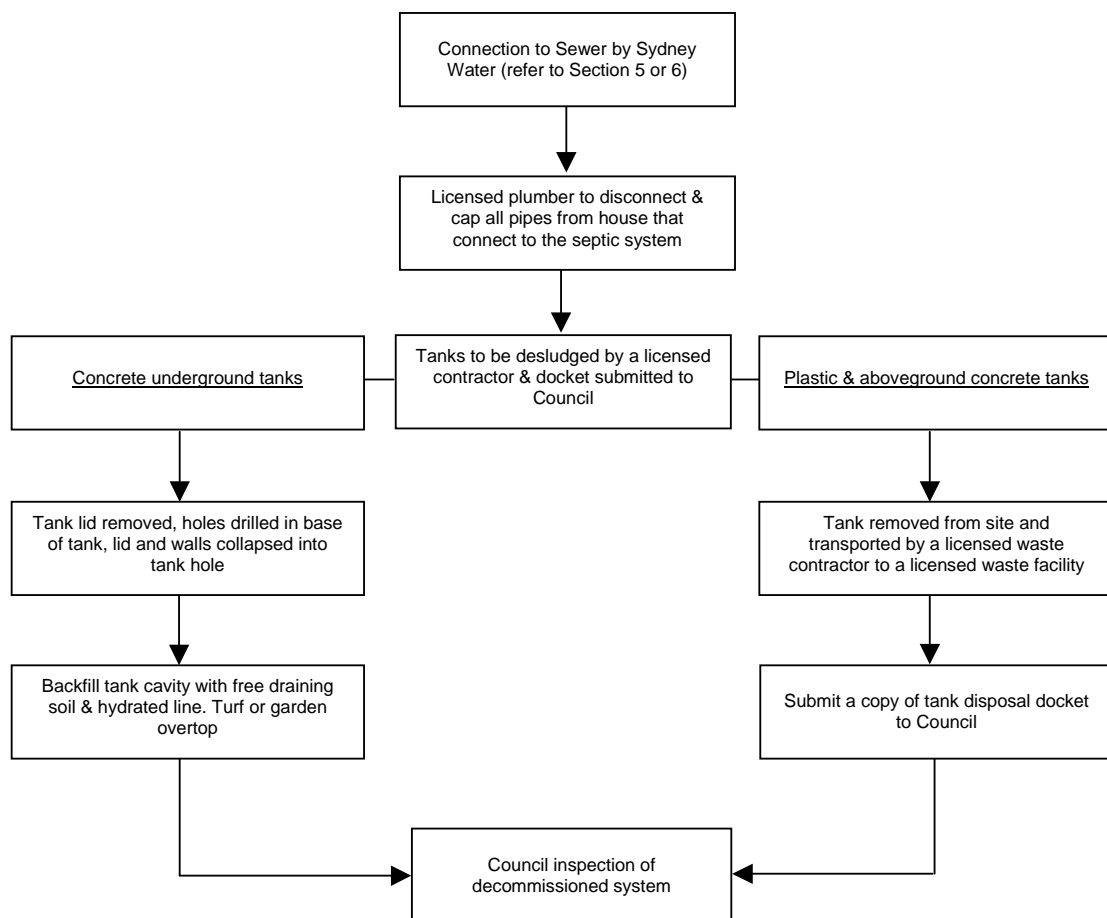 Connection to Sewer by Sydney
Water (refer to Section 5 or 6)
Licensed plumber to disconnect &
cap all pipes from house that
connect to the septic system
Tanks to be desludged by a licensed
contractor & docket submitted to
Council
Concrete underground tanks
Plastic & aboveground concrete tanks
Tank lid removed, holes drilled in base
of tank, lid and walls collapsed into
tank hole
Tank removed from site and
transported by a licensed waste
contractor to a licensed waste facility
Backfill tank cavity with free draining
soil & hydrated line. Turf or garden
overtop
Submit a copy of tank disposal docket
to Council
Council inspection of
decommissioned system